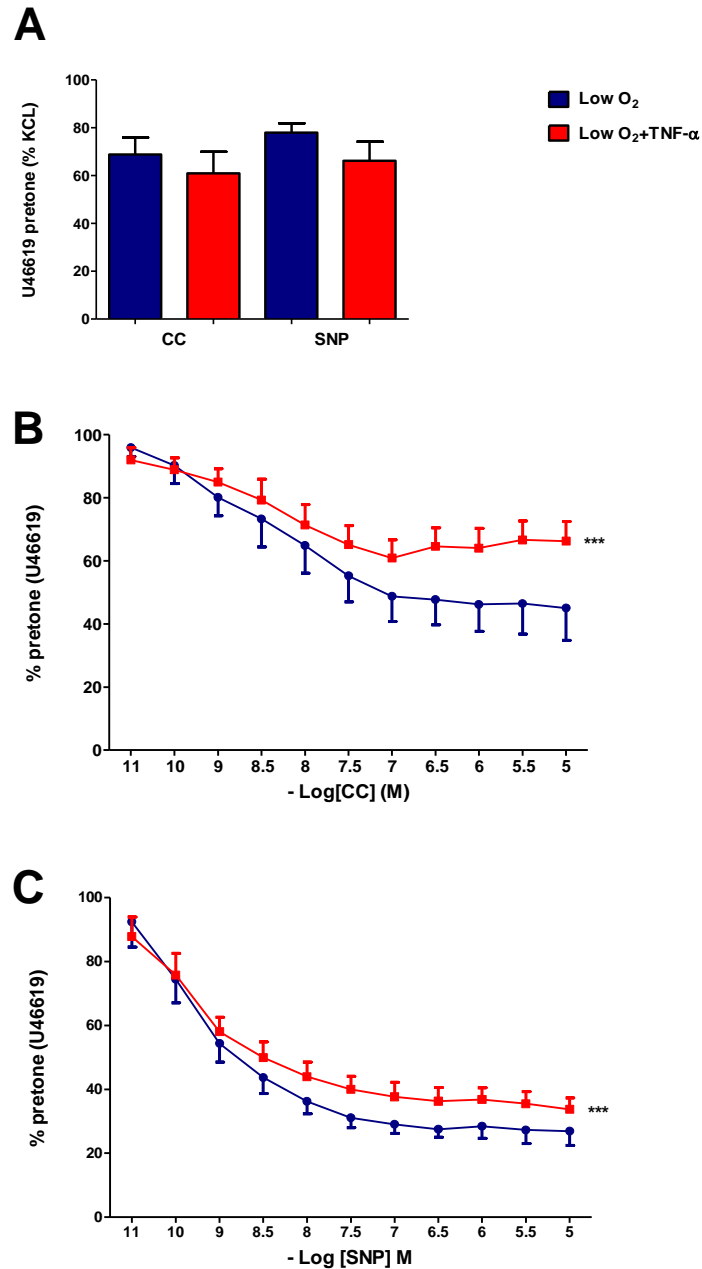 A
U46619 pretone (% KCL)
100
80
60
40
20
0
CC SNP
Low O₂
Low O₂+TNF-α
B
% pretone (U46619)
100
80
60
40
20
0
***
11 10 9 8.5 8 7.5 7 6.5 6 5.5 5
- Log[CC] (M)
C
% pretone (U46619)
100
80
60
40
20
0
***
11 10 9 8.5 8 7.5 7 6.5 6 5.5 5
- Log [SNP] M